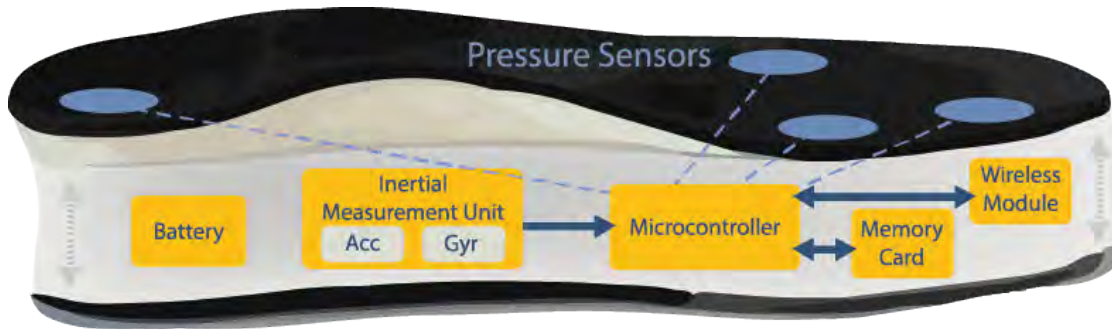 Pressure Sensors
Battery
Inertial
Measurement Unit
Acc
Gyr
Microcontroller
Wireless
Module
Memory
Card